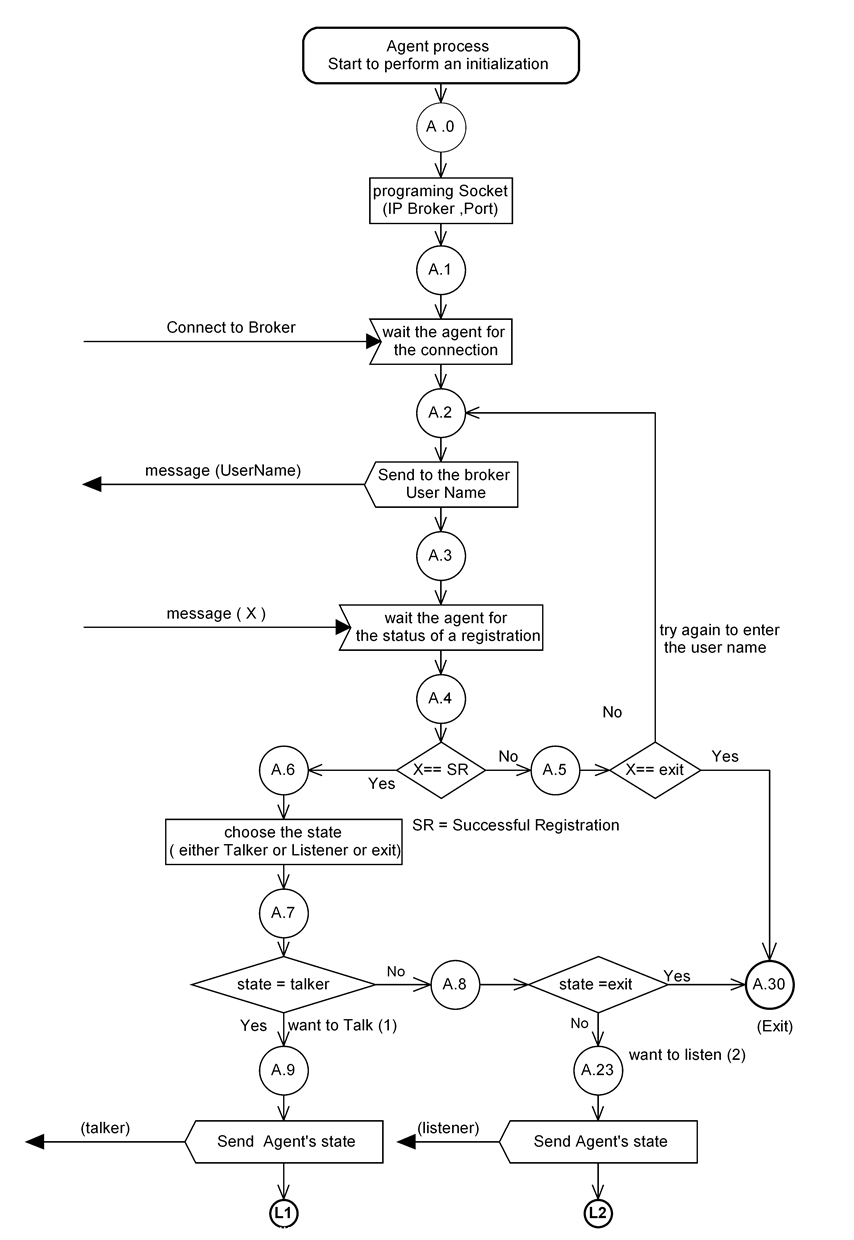 Agent process
Start to perform an initialization
A .0
programing Socket
(IP Broker ,Port)
A.1
Connect to Broker
wait the agent for
the connection
A.2
message (UserName)
Send to the broker
User Name
A.3
message ( X )
wait the agent for
the status of a registration
try again to enter
the user name
A.4
No
A.6
Yes
X== SR
No
A.5
X== exit
Yes
SR = Successful Registration
choose the state
( either Talker or Listener or exit)
A.7
state = talker
No
A.8
state =exit
Yes
A.30
(Exit)
Yes
want to Talk (1)
No
want to listen (2)
A.9
A.23
(talker)
Send Agent's state
(listener)
Send Agent's state
L1
L2